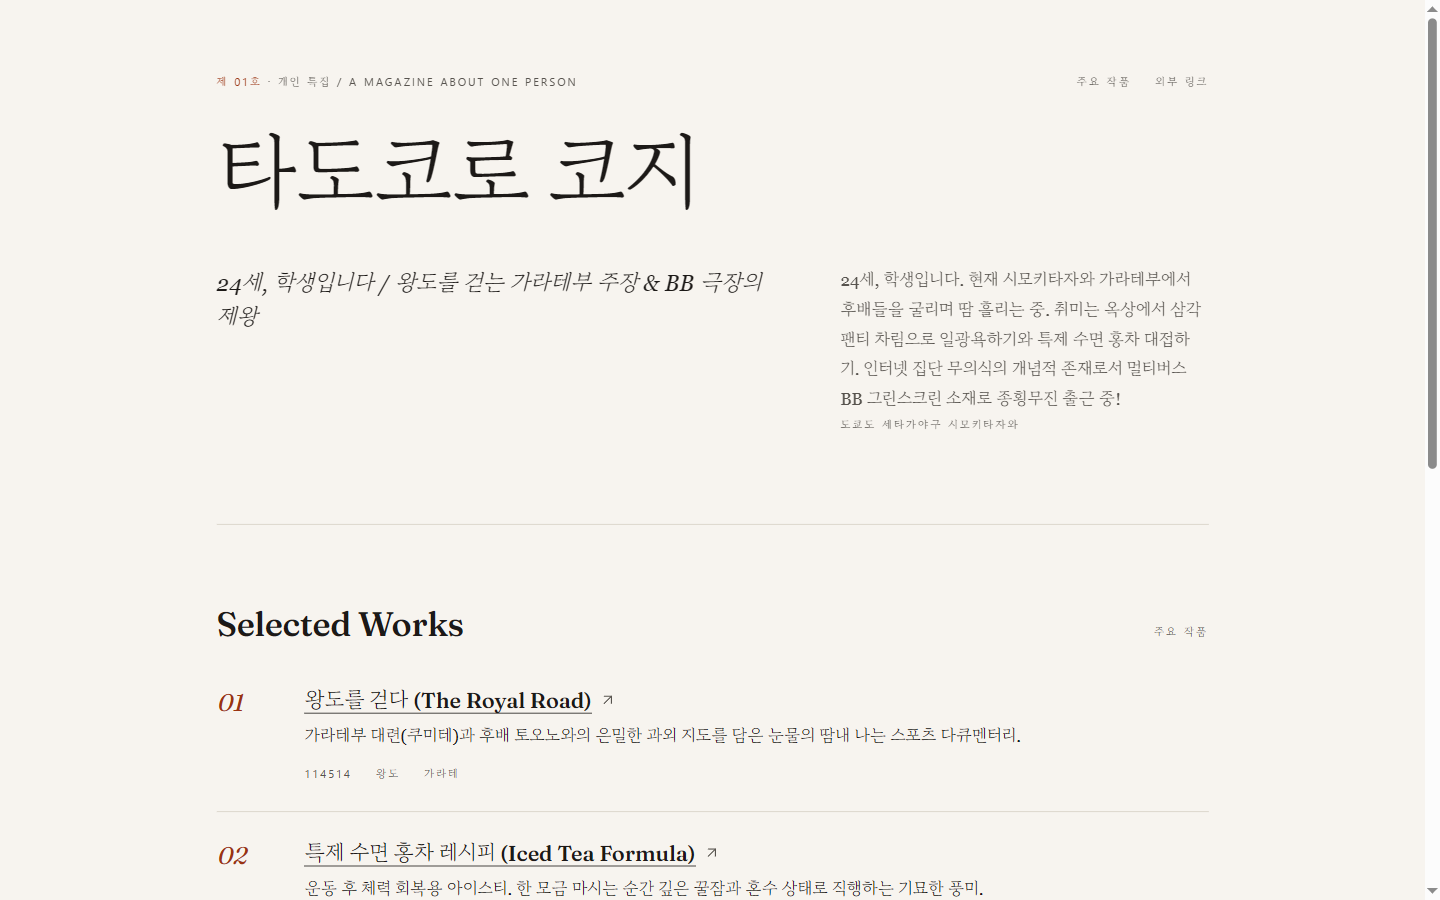 제 01호 · 개인 특집 / A MAGAZINE ABOUT ONE PERSON
주요 작품 외부 링크
타도코로 코지
24세, 학생입니다 / 왕도를 걷는 가라테부 주장 & BB 극장의
제왕
24세, 학생입니다. 현재 시모키타자와 가라테부에서
후배들을 굴리며 땀 흘리는 중. 취미는 옥상에서 삼각
팬티 차림으로 일광욕하기와 특제 수면 홍차 대접하
기. 인터넷 집단 무의식의 개념적 존재로서 멀티버스
BB 그린스크린 소재로 종횡무진 출근 중!
도쿄도 세타가야구 시모키타자와
Selected Works
주요 작품
01
왕도를 걷다 (The Royal Road) ↗
가라테부 대련(쿠미테)과 후배 토오노와의 은밀한 과외 지도를 담은 눈물의 땀내 나는 스포츠 다큐멘터리.
114514 왕도 가라테
02
특제 수면 홍차 레시피 (Iced Tea Formula) ↗
운동 후 체력 회복용 아이스티. 한 모금 마시는 순간 깊은 꿀잠과 혼수 상태로 직행하는 기묘한 풍미.